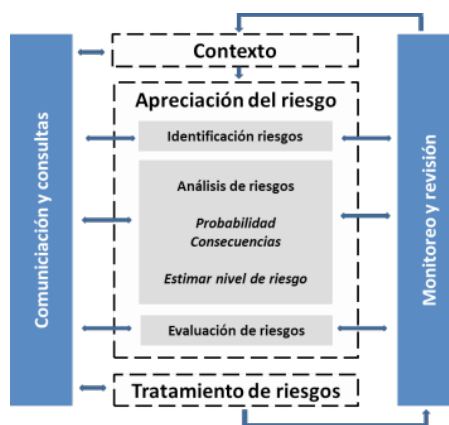 Contexto
Apreciación del riesgo
Identificación riesgos
Análisis de riesgos
Probabilidad
Consecuencias
Estimar nivel de riesgo
Evaluación de riesgos
Tratamiento de riesgos
Comuniciación y consultas
Monitoreo y revisión